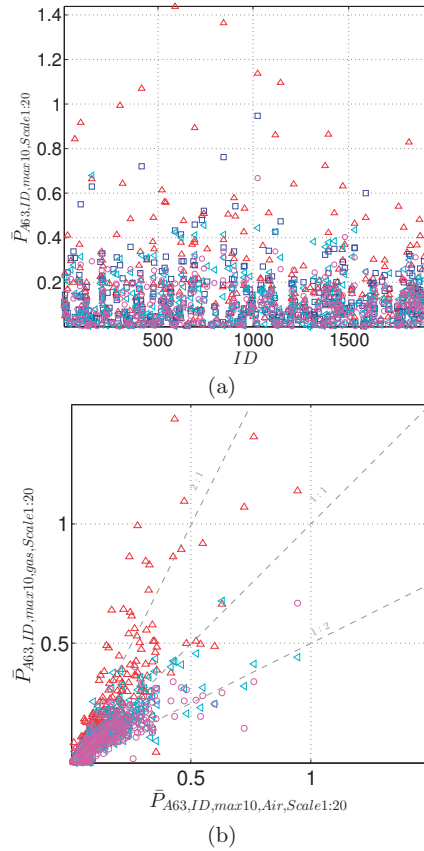 1.4
1.2
1
0.8
0.6
0.4
0.2
P̄A63,ID,max10,Scale1:20
500
1000
1500
ID
(a)
1
0.5
P̄A63,ID,max10,gas,Scale1:20
2 : 1
1 : 1
1 : 2
0.5
1
P̄A63,ID,max10,Air,Scale1:20
(b)